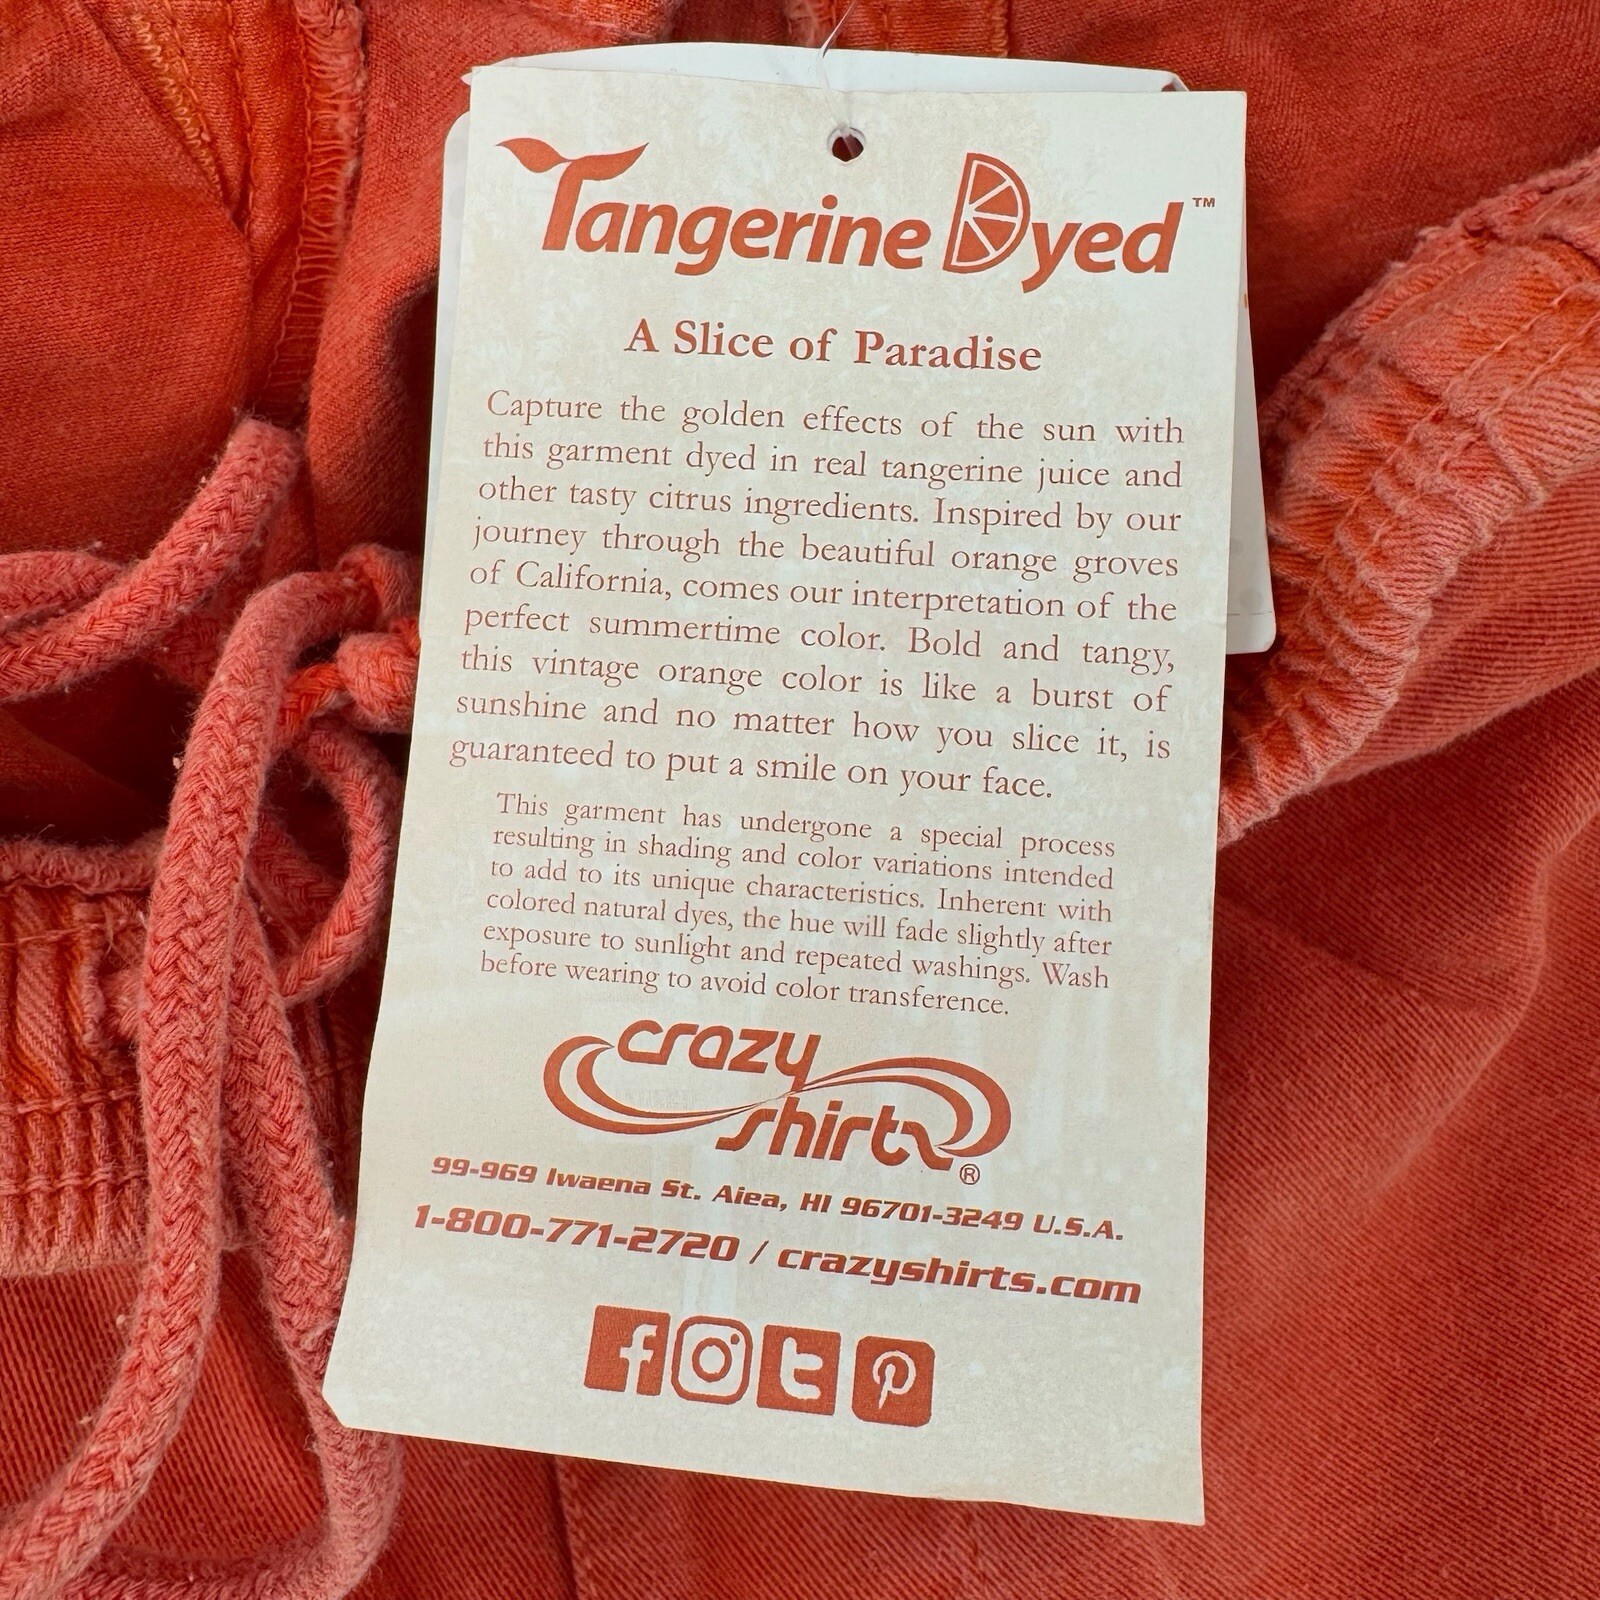 Tangerine Dyed™
A Slice of Paradise
Capture the golden effects of the sun with
this garment dyed in real tangerine juice and
other tasty citrus ingredients. Inspired by our
journey through the beautiful orange groves
of California, comes our interpretation of the
perfect summertime color. Bold and tangy,
this vintage orange color is like a burst of
sunshine and no matter how you slice it, is
guaranteed to put a smile on your face.
This garment has undergone a special process
resulting in shading and color variations intended
to add to its unique characteristics. Inherent with
colored natural dyes, the hue will fade slightly after
exposure to sunlight and repeated washings. Wash
before wearing to avoid color transference.
crazy
shirts®
99-969 Iwaena St. Aiea, HI 96701-3249 U.S.A.
1-800-771-2720 / crazyshirts.com